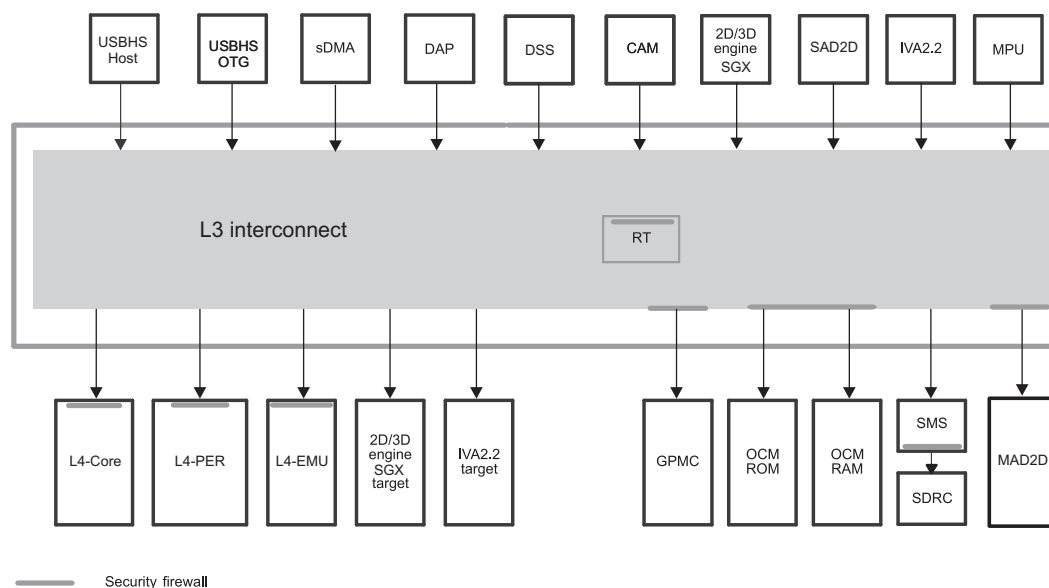 USBHS
Host
USBHS
OTG
sDMA
DAP
DSS
CAM
2D/3D
engine
SGX
SAD2D
IVA2.2
MPU
L3 interconnect
RT
L4-Core
L4-PER
L4-EMU
2D/3D
engine
SGX
target
IVA2.2
target
GPMC
OCM
ROM
OCM
RAM
SMS
SDRC
MAD2D
Security firewall